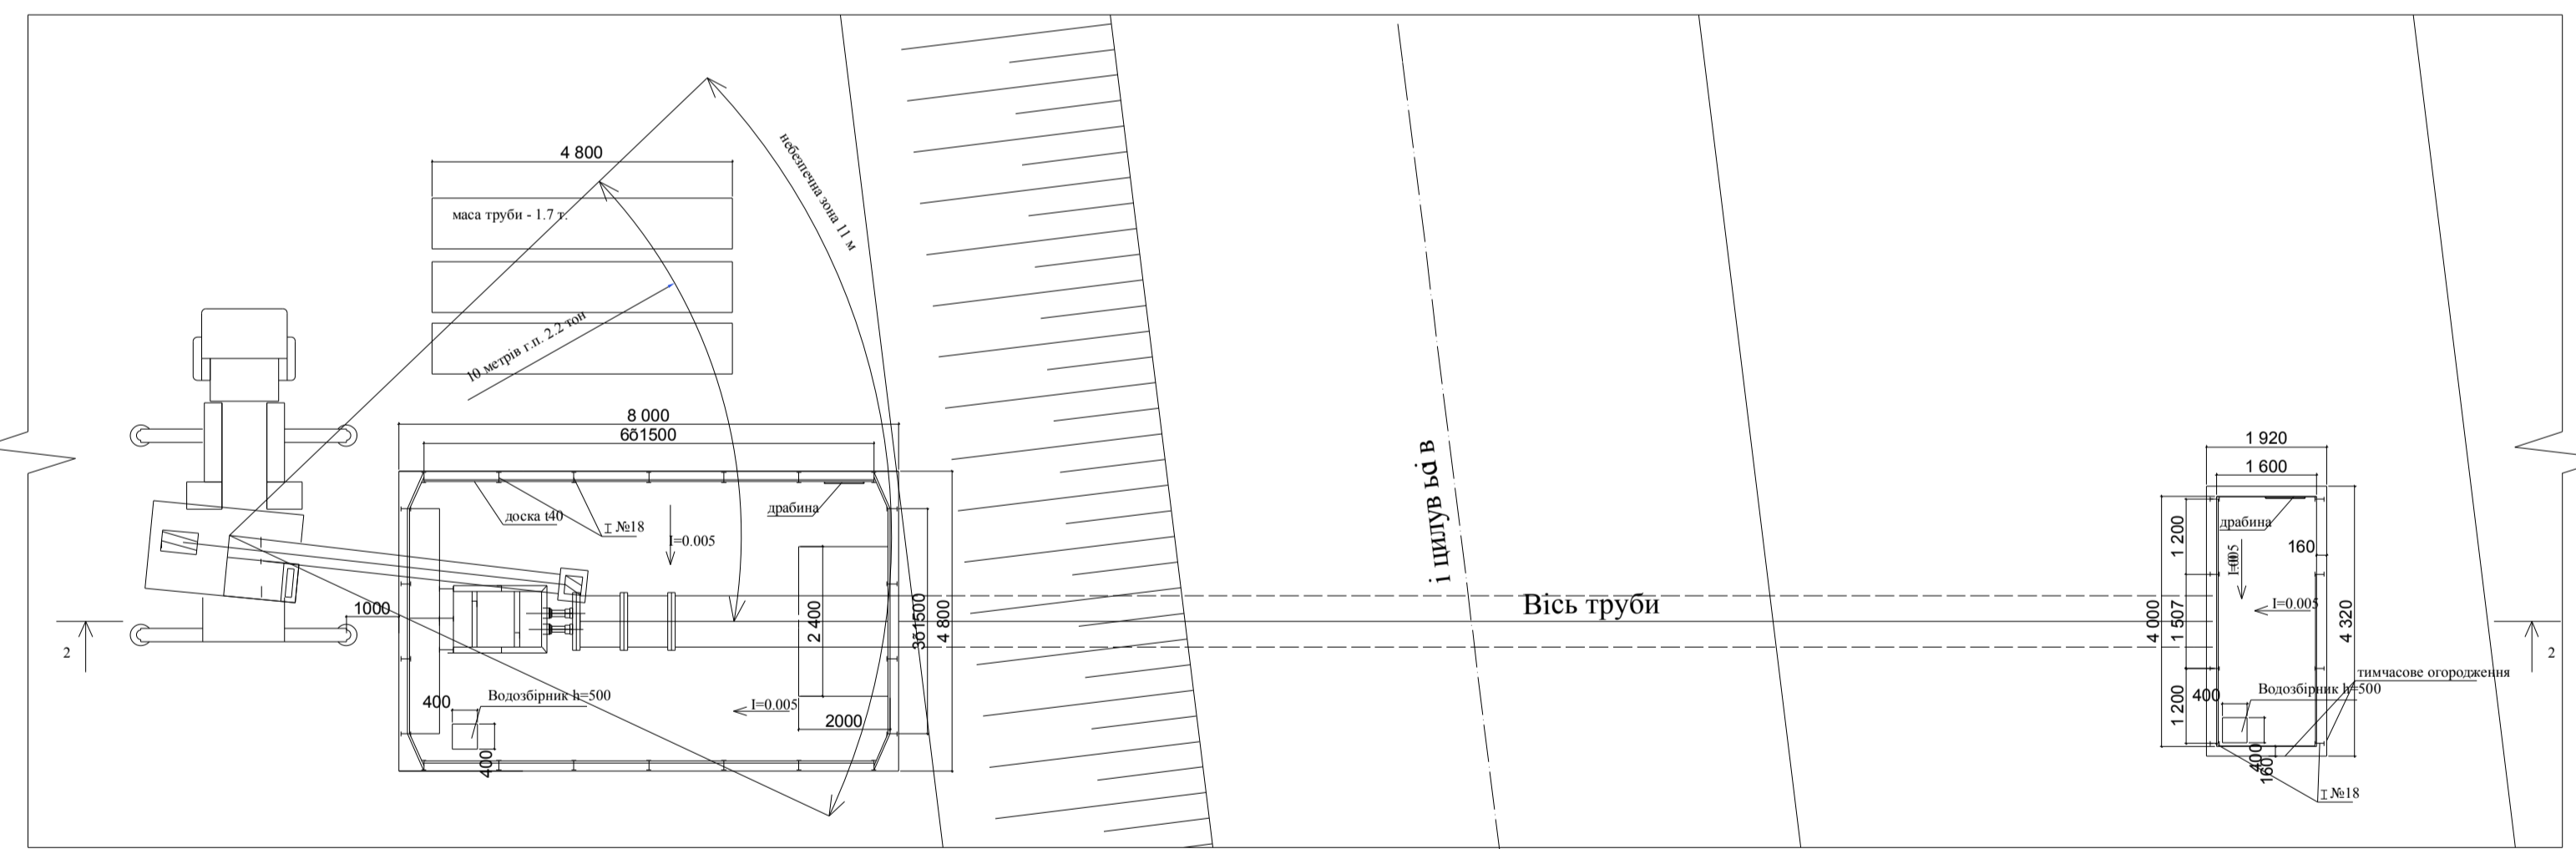 4 800
маса труби - 1.7 т.
небезпечна зона 11 м
10 метрів г.п. 2.2 тон
8 000
6õ1500
доска t40
I №18
драбина
I=0.005
1000
2 400
3õ1500
4 800
Водозбірник h=500
400
400
I=0.005
2000
2
і цилув
Вісь труби
1 920
1 600
драбина
160
1 200
I=0.005
4 000
1 507
4 320
тимчасове огородження
Водозбірник h=500
400
1 200
400
160
I №18
2